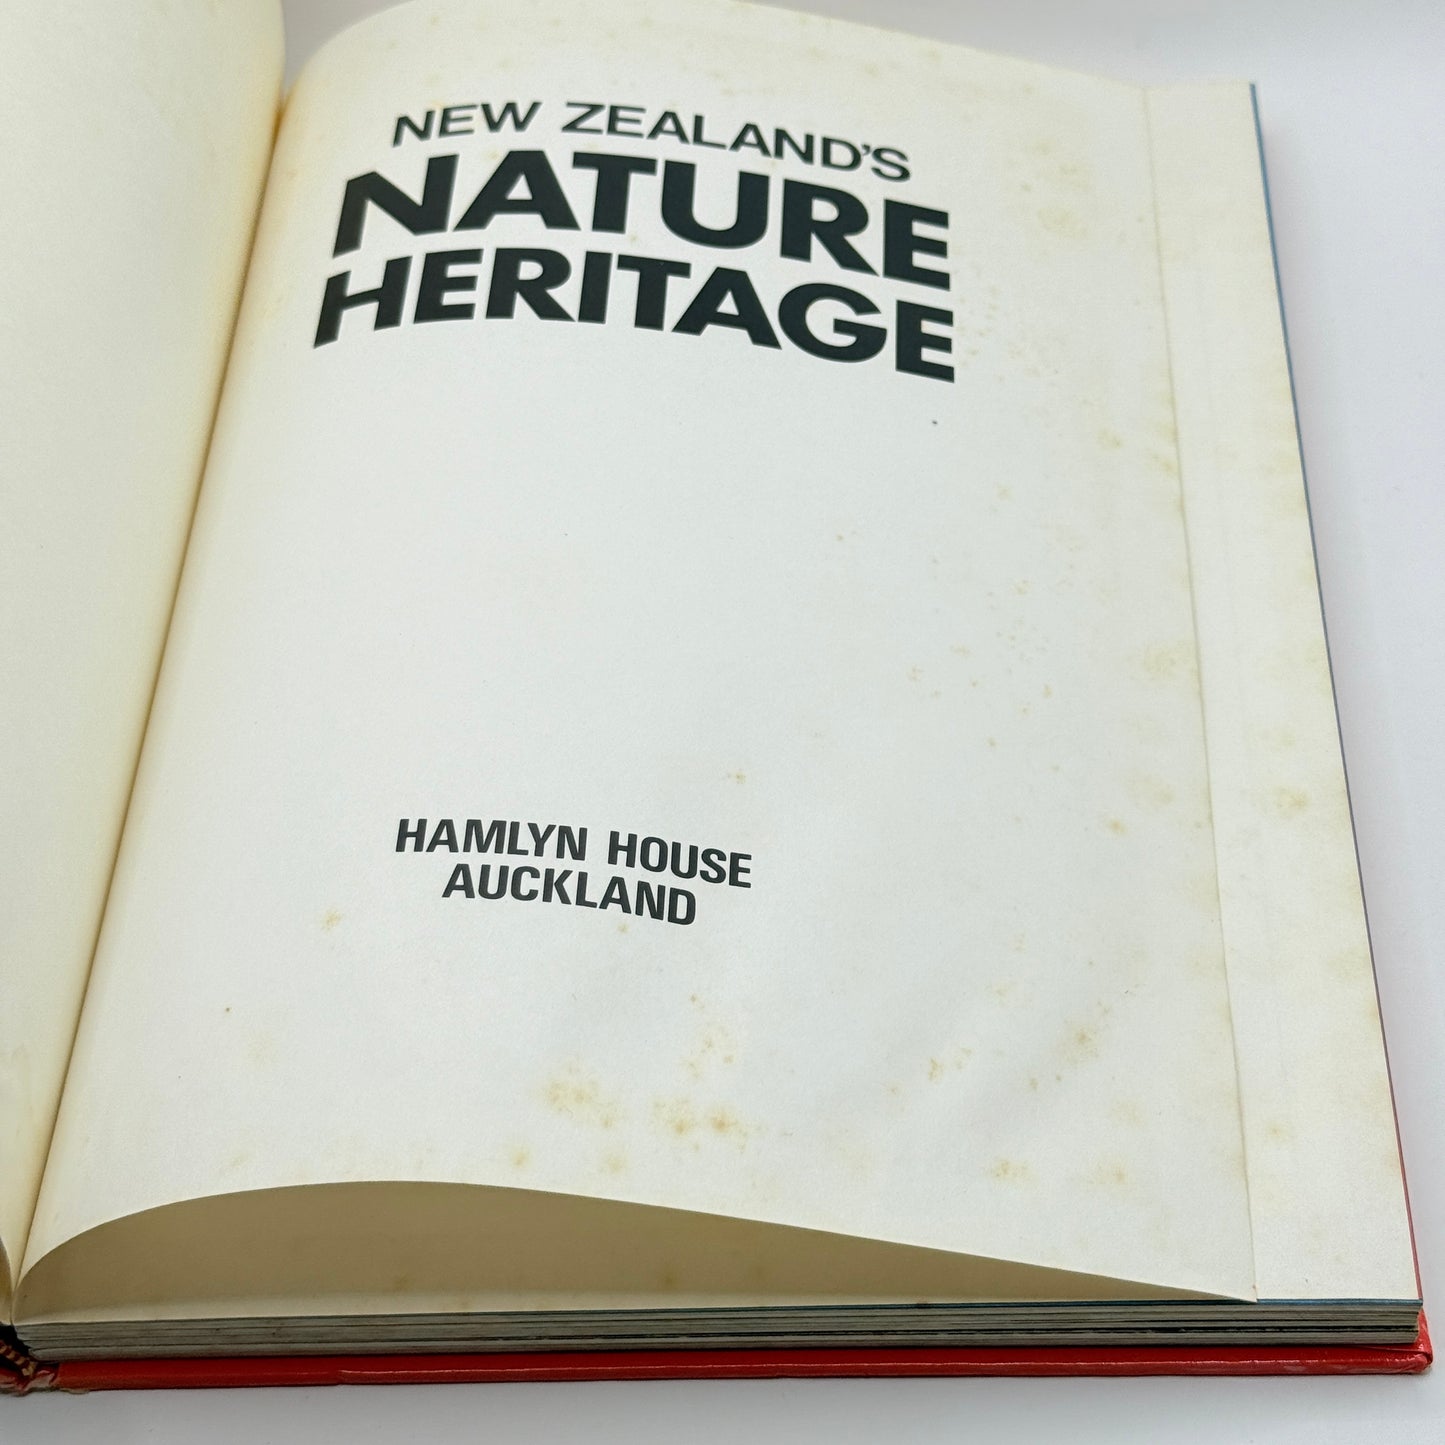 NEW ZEALAND'S
NATURE
HERITAGE
HAMLYN HOUSE
AUCKLAND